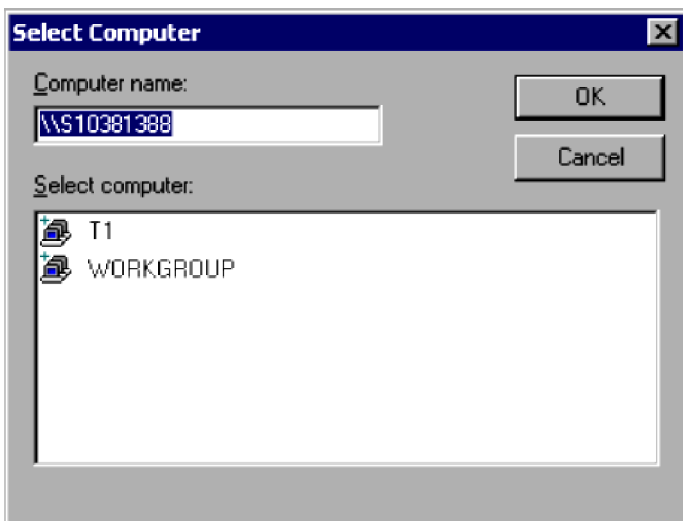 Select Computer
Computer name:
\\S10381388
OK
Cancel
Select computer:
T1
WORKGROUP